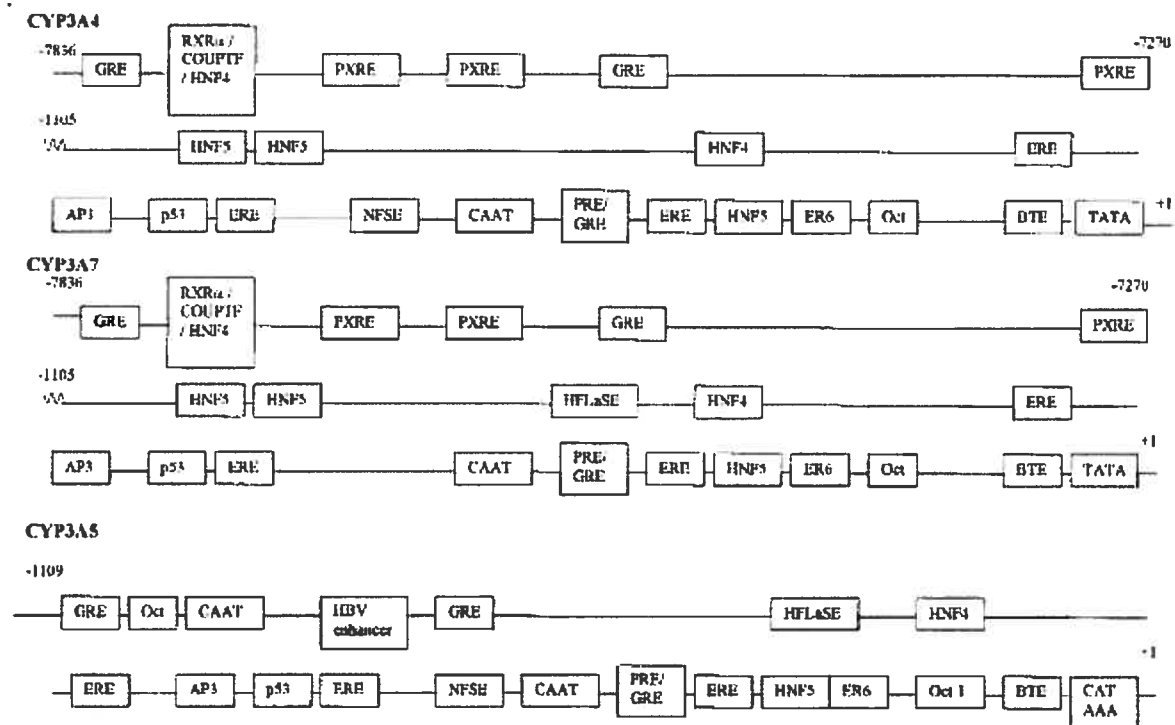 CYP3A4
-7836
-7270
GRE
RXRα /
COUPTF
/ HNF4
PXRE
PXRE
GRE
PXRE
-1105
HNF5
HNF5
HNF4
ERE
AP3
p53
ERE
NFSE
CAAT
PRE/
GRE
ERE
HNF5
ER6
Oct
BTE
TATA
+1
CYP3A7
-7836
-7270
GRE
RXRα /
COUPTF
/ HNF4
PXRE
PXRE
GRE
PXRE
-1105
HNF5
HNF5
HFLaSE
HNF4
ERE
AP3
p53
ERE
CAAT
PRE/
GRE
ERE
HNF5
ER6
Oct
BTE
TATA
+1
CYP3A5
-1109
GRE
Oct
CAAT
HBV
enhancer
GRE
HFLaSE
HNF4
ERE
AP3
p53
ERE
NFSE
CAAT
PRE/
GRE
ERE
HNF5
ER6
Oct 1
BTE
CAT
AAA
+1